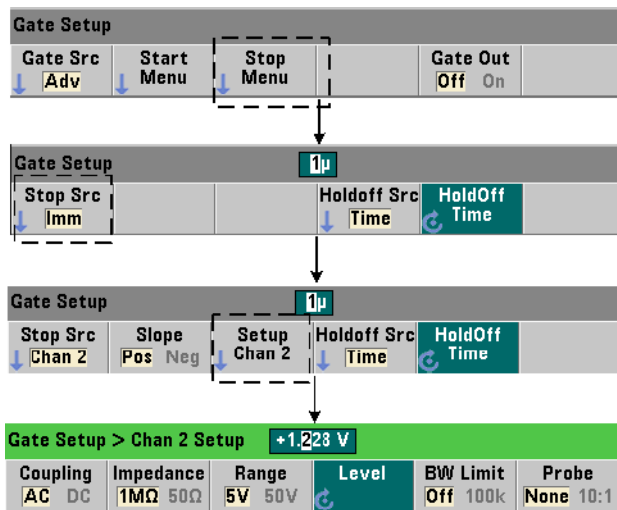 Gate Setup
Gate Src Start Stop Gate Out
Adv Menu Menu Off On
Gate Setup 1µ
Stop Src Holdoff Src HoldOff
Imm Time Time
Gate Setup 1µ
Stop Src Slope Setup Holdoff Src HoldOff
Chan 2 Pos Neg Chan 2 Time Time
Gate Setup > Chan 2 Setup +1.228 V
Coupling Impedance Range Level BW Limit Probe
AC DC 1MΩ 50Ω 5V 50V Off 100k None 10:1